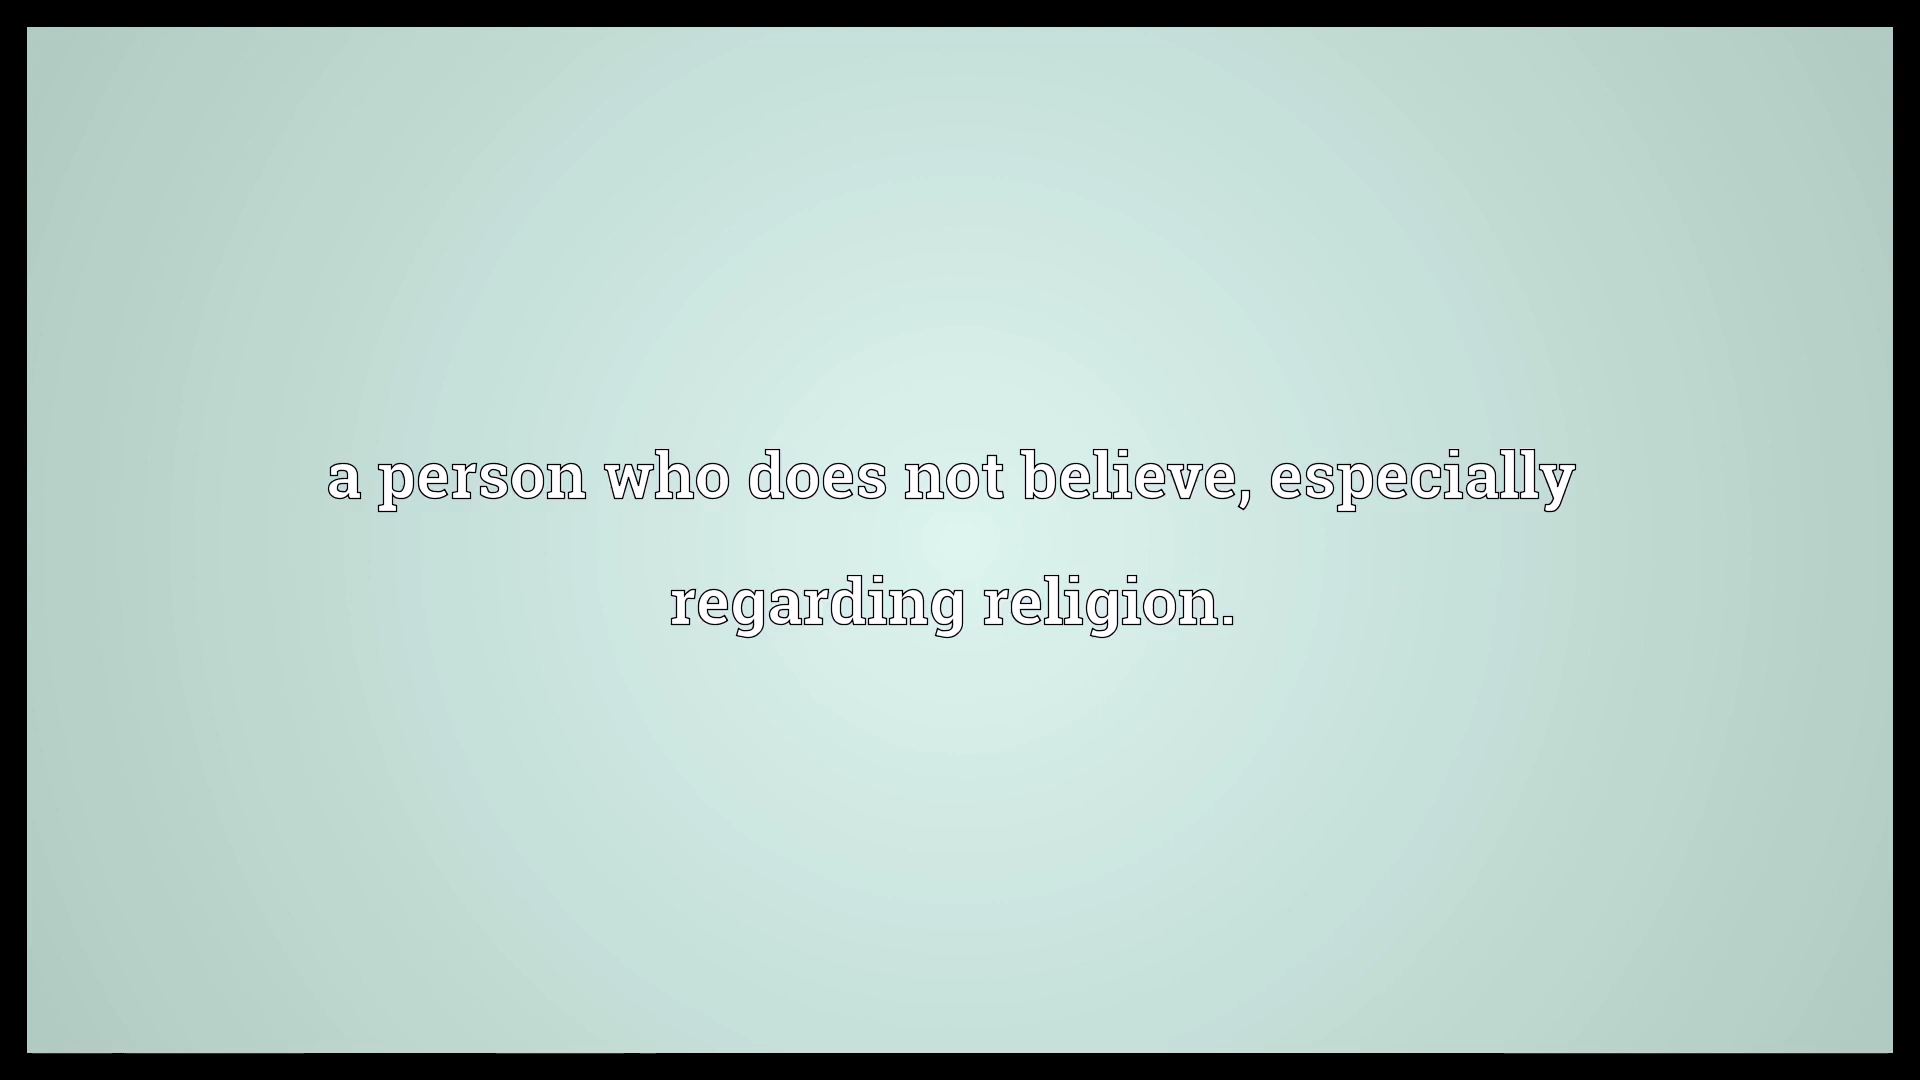 a person who does not believe, especially
regarding religion.